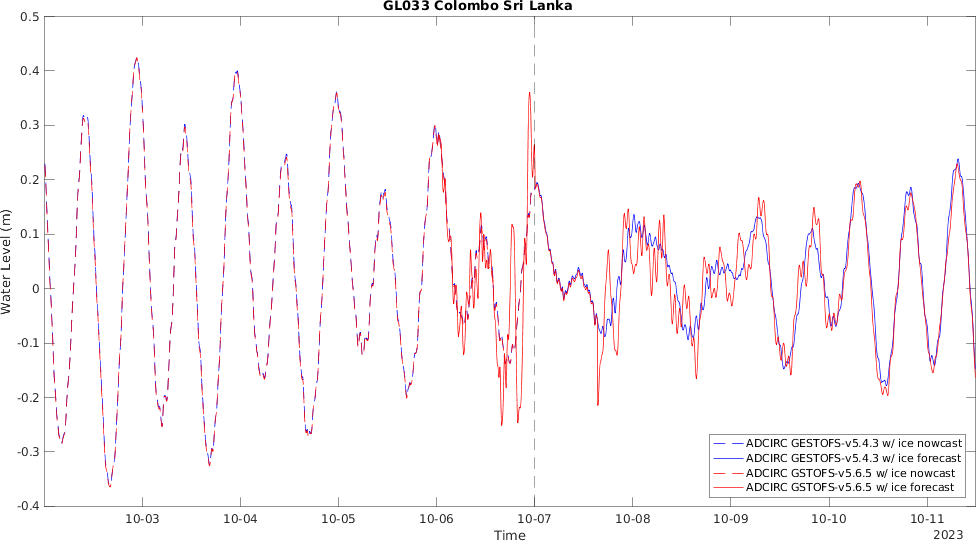 GL033 Colombo Sri Lanka
0.5
0.4
0.3
0.2
0.1
0
-0.1
-0.2
-0.3
-0.4
Water Level (m)
ADCIRC GESTOFS-v5.4.3 w/ ice nowcast
ADCIRC GESTOFS-v5.4.3 w/ ice forecast
ADCIRC GSTOFS-v5.6.5 w/ ice nowcast
ADCIRC GSTOFS-v5.6.5 w/ ice forecast
10-03 10-04 10-05 10-06 10-07 10-08 10-09 10-10 10-11
Time
2023